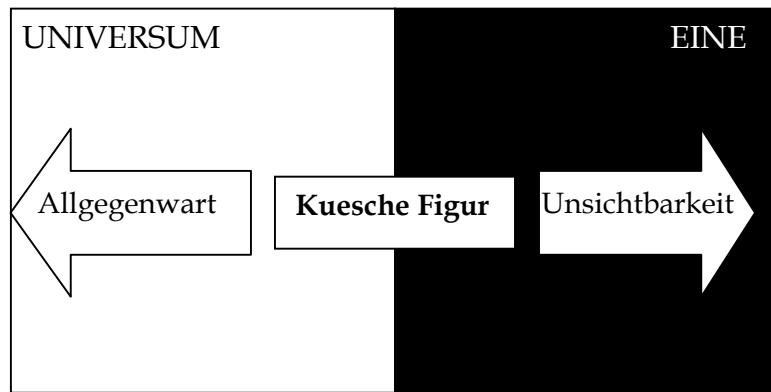 UNIVERSUM
EINE
Allgegenwart
Kuesche Figur
Unsichtbarkeit